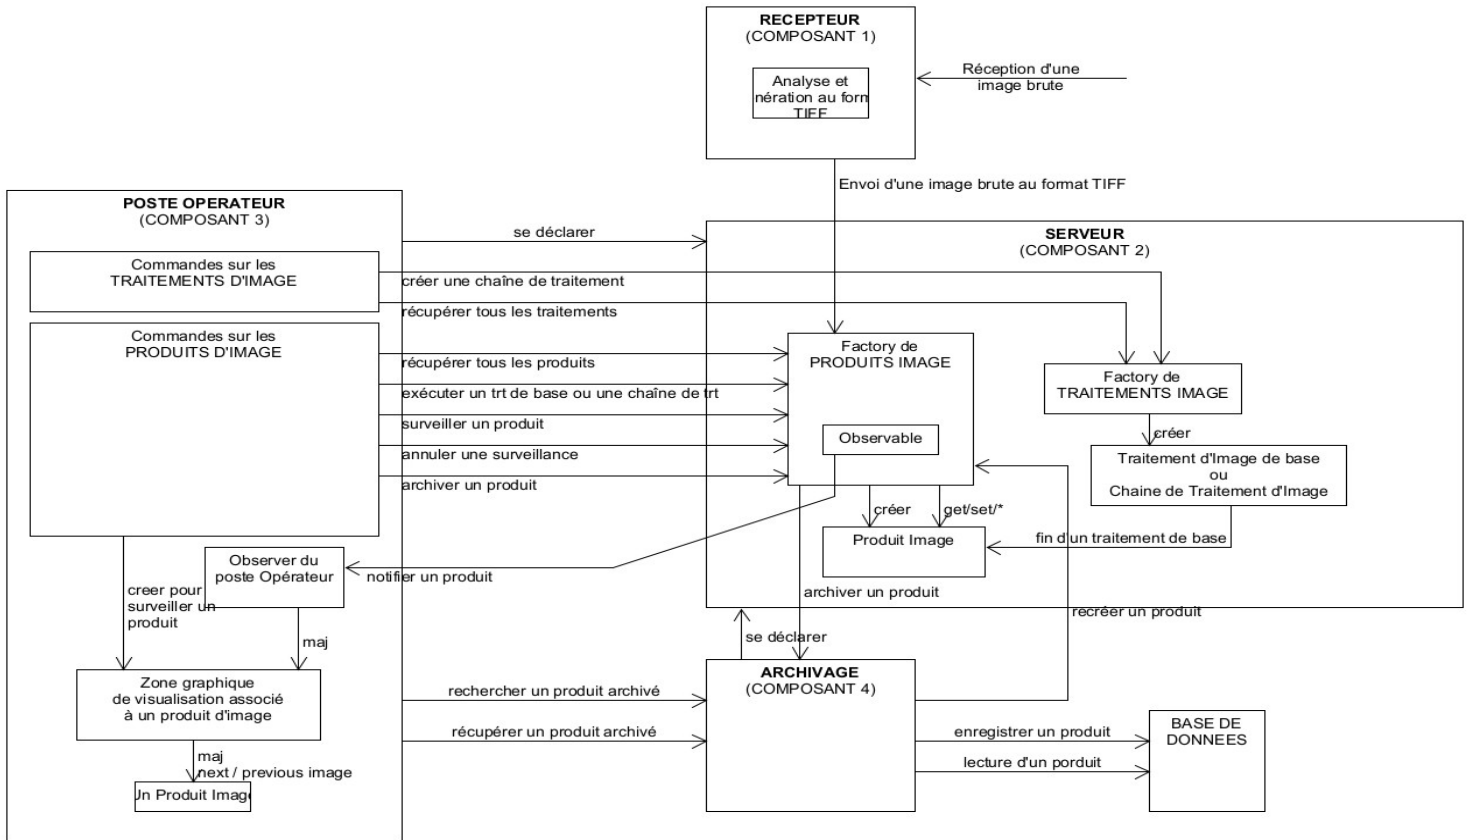 RECEPTEUR
(COMPOSANT 1)
Analyse et
nération au form
TIFF
Réception d'une
image brute
Envoi d'une image brute au format TIFF
POSTE OPERATEUR
(COMPOSANT 3)
se déclarer
SERVEUR
(COMPOSANT 2)
Commandes sur les
TRAITEMENTS D'IMAGE
créer une chaîne de traitement
récupérer tous les traitements
Commandes sur les
PRODUITS D'IMAGE
récupérer tous les produits
exécuter un trt de base ou une chaîne de trt
surveiller un produit
annuler une surveillance
archiver un produit
Factory de
PRODUITS IMAGE
Observable
Factory de
TRAITEMENTS IMAGE
créer
Traitement d'Image de base
ou
Chaine de Traitement d'Image
créer
get/set/*
Produit Image
fin d'un traitement de base
Observer du
poste Opérateur
notifier un produit
creer pour
surveiller un
produit
maj
archiver un produit
recréer un produit
se déclarer
Zone graphique
de visualisation associé
à un produit d'image
maj
next / previous image
Un Produit Image
rechercher un produit archivé
récupérer un produit archivé
ARCHIVAGE
(COMPOSANT 4)
enregistrer un produit
lecture d'un porduit
BASE DE
DONNEES